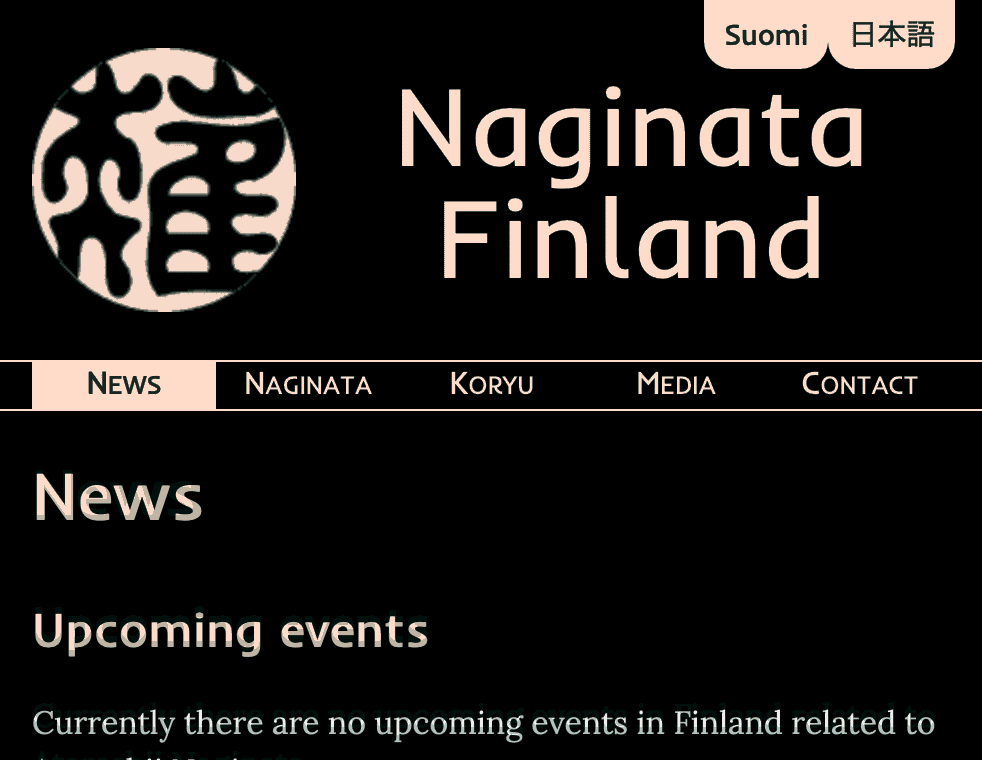 Suomi 日本語
Naginata
Finland
News Naginata Koryu Media Contact
News
Upcoming events
Currently there are no upcoming events in Finland related to